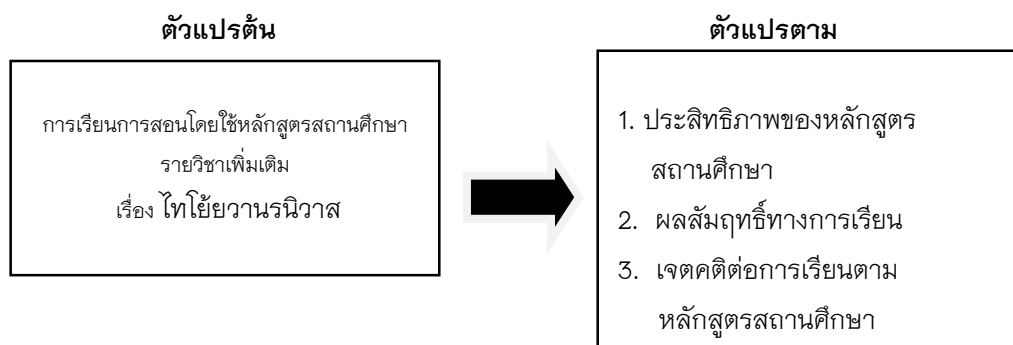 ตัวแปรต้น
การเรียนการสอนโดยใช้หลักสูตรสถานศึกษา
รายวิชาเพิ่มเติม
เรื่อง ไทโย้ยวานรนิวาส
ตัวแปรตาม
1. ประสิทธิภาพของหลักสูตร
สถานศึกษา
2. ผลสัมฤทธิ์ทางการเรียน
3. เจตคติต่อการเรียนตาม
หลักสูตรสถานศึกษา